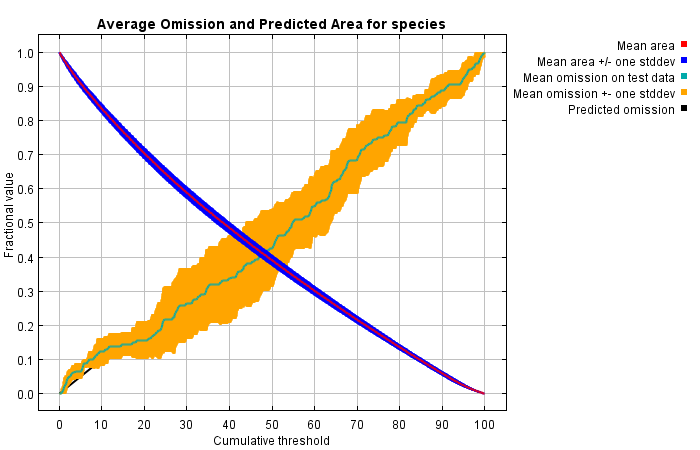 Average Omission and Predicted Area for species
Mean area
Mean area +/- one stddev
Mean omission on test data
Mean omission +- one stddev
Predicted omission
Fractional value
1.0
0.9
0.8
0.7
0.6
0.5
0.4
0.3
0.2
0.1
0.0
0 10 20 30 40 50 60 70 80 90 100
Cumulative threshold